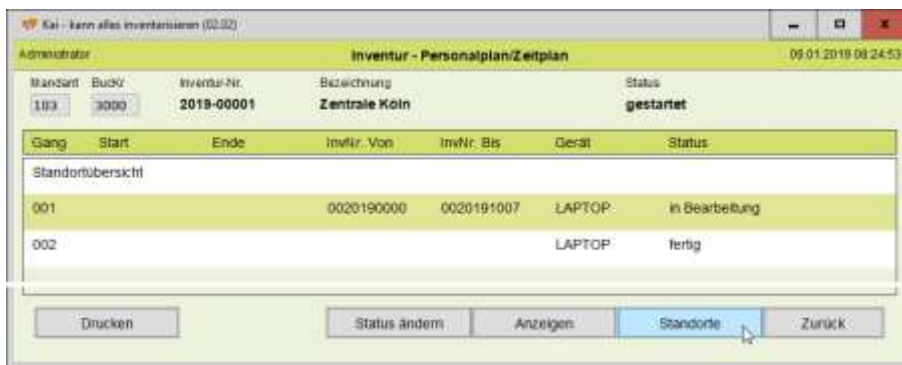 Kai - kann alles inventarisieren (02.02)
Administrator Inventur - Personalplan/Zeitplan 09.01.2019 08:24:53
Mandant BuckKr Inventur-Nr. Bezeichnung Status
103 3000 2019-00001 Zentrale Köln gestartet
Gang Start Ende InvNr. Von InvNr. Bis Gerät Status
Standortübersicht
001 0020190000 0020191007 LAPTOP in Bearbeitung
002 LAPTOP fertig
Drucken Status ändern Anzeigen Standorte Zurück